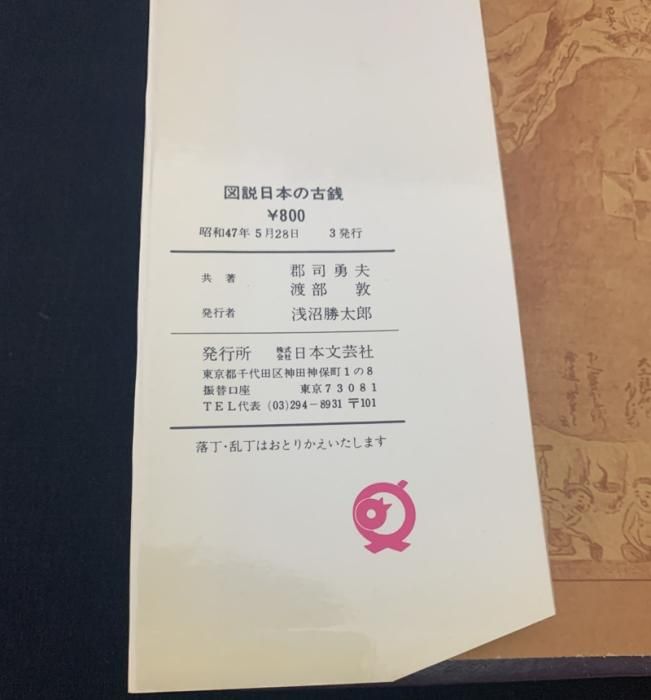 図説日本の古銭
¥800
昭和47年5月28日 3発行
共著 郡司勇夫
渡部 敦
発行者 浅沼勝太郎
発行所 株式会社日本文芸社
東京都千代田区神田神保町1の8
振替口座 東京73081
TEL代表 (03)294-8931 〒101
落丁・乱丁はおとりかえいたします